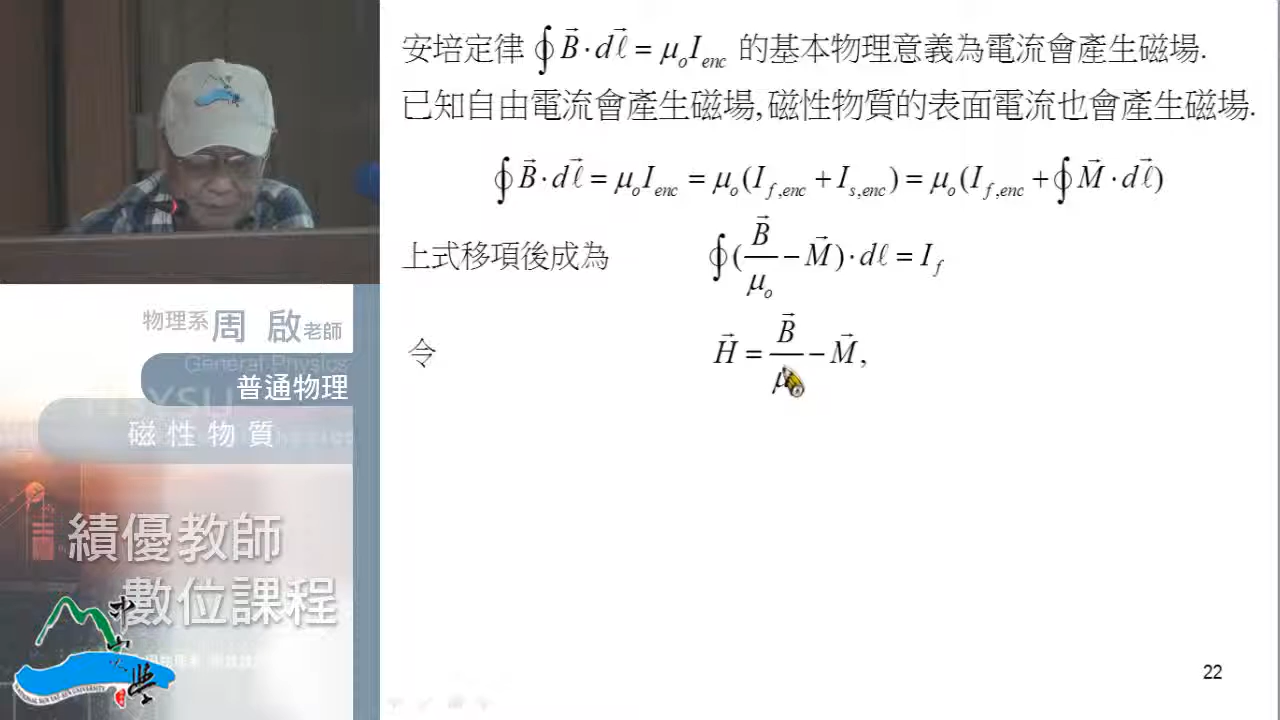 安培定律 ∮B⃗·dℓ⃗ = μ₀I_enc 的基本物理意義為電流會產生磁場.
已知自由電流會產生磁場,磁性物質的表面電流也會產生磁場.
∮B⃗·dℓ⃗ = μ₀I_enc = μ₀(I_f,enc + I_s,enc) = μ₀(I_f,enc + ∮M⃗·dℓ⃗)
上式移項後成為 ∮(B⃗/μ₀ − M⃗)·dℓ = I_f
令 H⃗ = B⃗/μ − M⃗,
物理系 周 啟 老師
General Physics
普通物理
磁性物質
績優教師
數位課程
NATIONAL SUN YAT-SEN UNIVERSITY
22